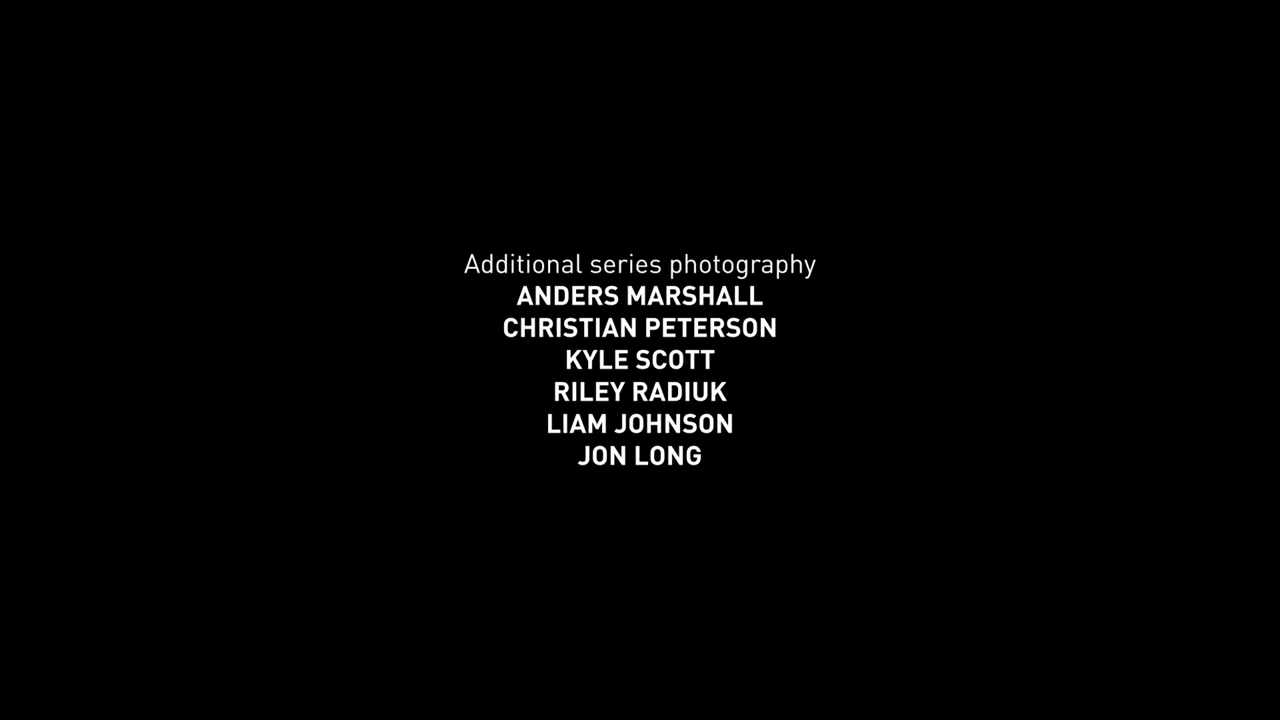 Additional series photography
ANDERS MARSHALL
CHRISTIAN PETERSON
KYLE SCOTT
RILEY RADIUK
LIAM JOHNSON
JON LONG